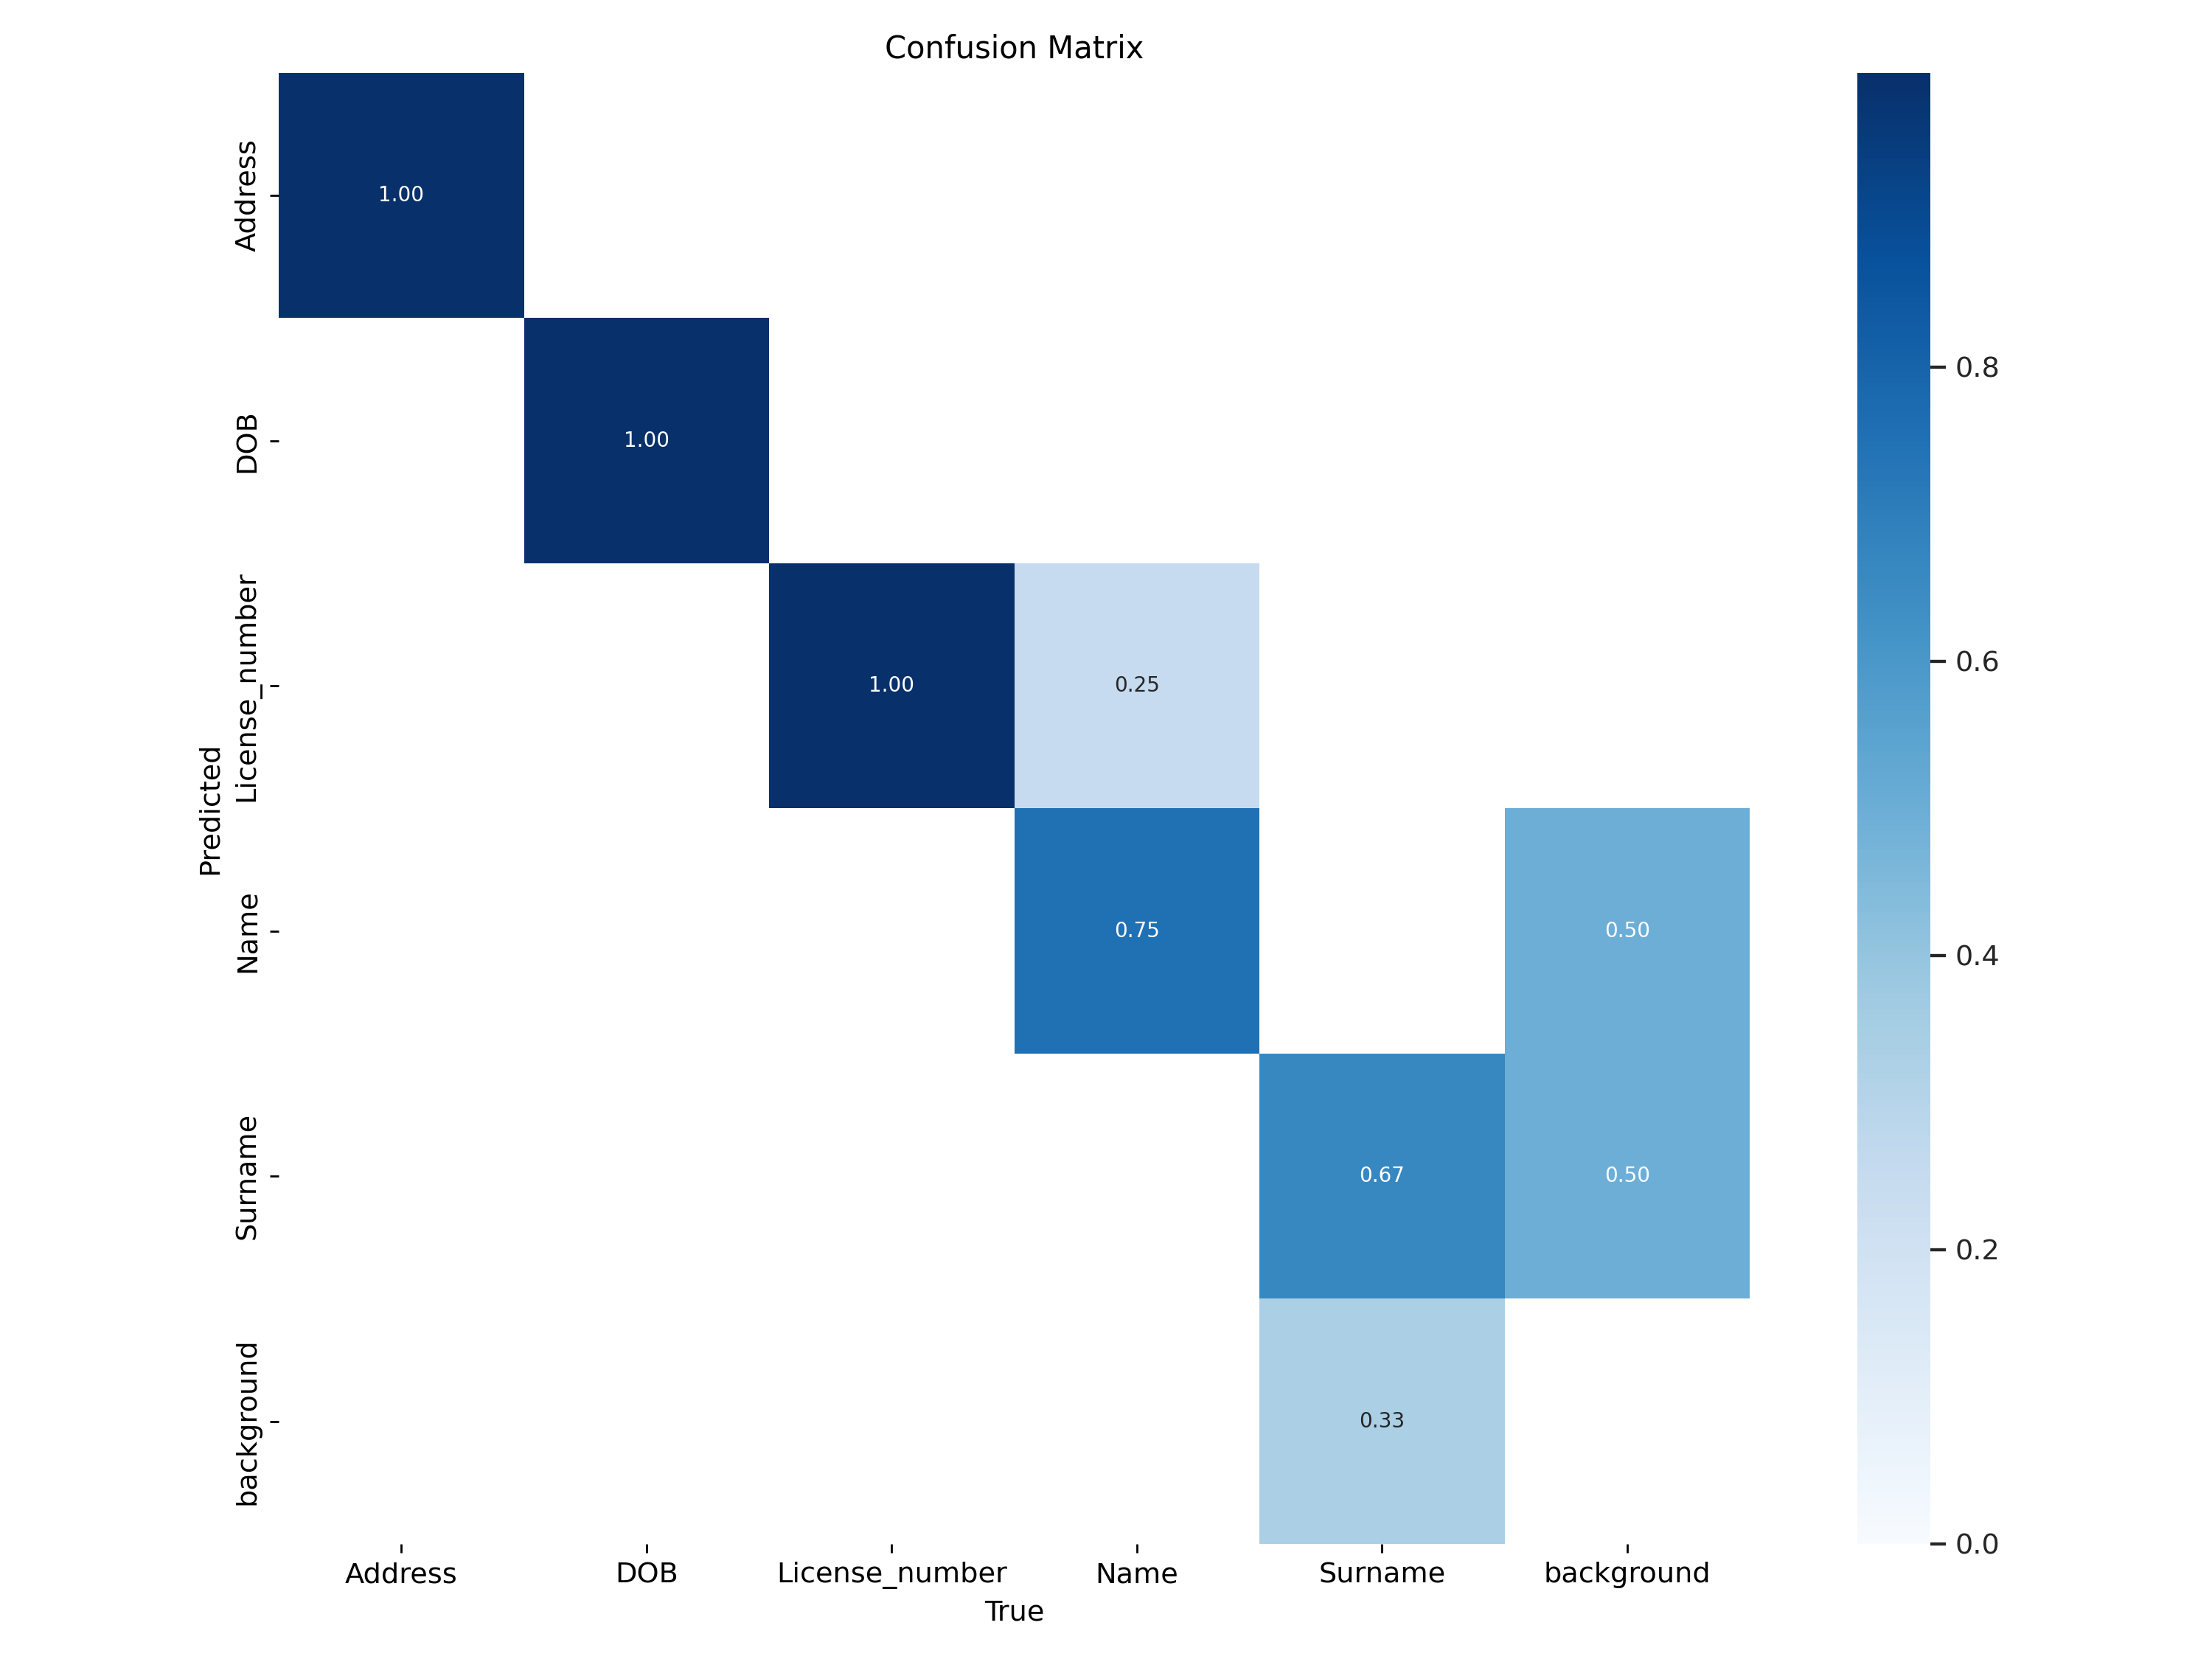 Confusion Matrix
Predicted
Address
DOB
License_number
Name
Surname
background
1.00
1.00
1.00 0.25
0.75 0.50
0.67 0.50
0.33
Address DOB License_number Name Surname background
True
0.8
0.6
0.4
0.2
0.0